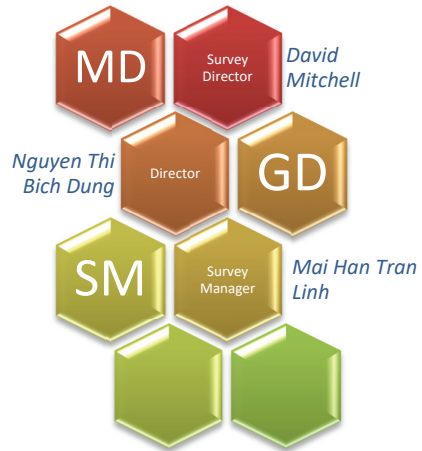 MD
Survey
Director
David
Mitchell
Nguyen Thi
Bich Dung
Director
GD
SM
Survey
Manager
Mai Han Tran
Linh